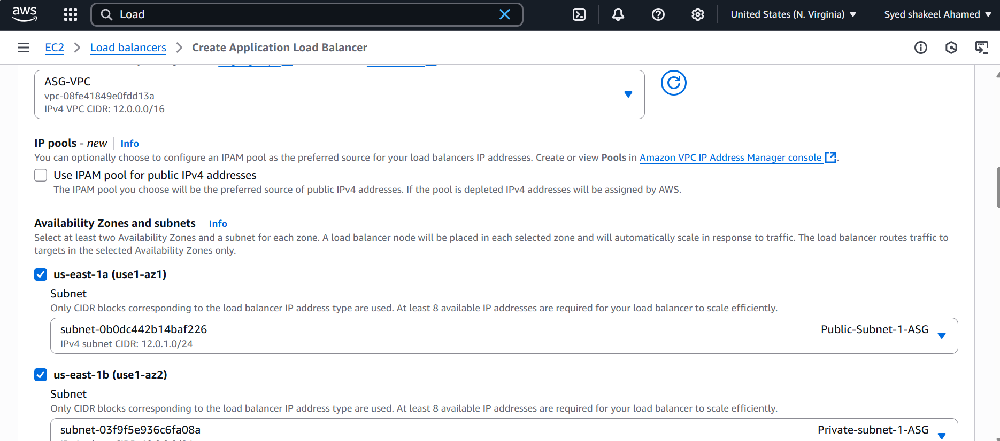 aws
Load
United States (N. Virginia)
Syed shakeel Ahamed
EC2
Load balancers
Create Application Load Balancer
ASG-VPC
vpc-08fe41849e0fdd13a
IPv4 VPC CIDR: 12.0.0.0/16
IP pools - new
Info
You can optionally choose to configure an IPAM pool as the preferred source for your load balancers IP addresses. Create or view Pools in Amazon VPC IP Address Manager console.
Use IPAM pool for public IPv4 addresses
The IPAM pool you choose will be the preferred source of public IPv4 addresses. If the pool is depleted IPv4 addresses will be assigned by AWS.
Availability Zones and subnets
Info
Select at least two Availability Zones and a subnet for each zone. A load balancer node will be placed in each selected zone and will automatically scale in response to traffic. The load balancer routes traffic to
targets in the selected Availability Zones only.
us-east-1a (use1-az1)
Subnet
Only CIDR blocks corresponding to the load balancer IP address type are used. At least 8 available IP addresses are required for your load balancer to scale efficiently.
subnet-0b0dc442b14baf226
Public-Subnet-1-ASG
IPv4 subnet CIDR: 12.0.1.0/24
us-east-1b (use1-az2)
Subnet
Only CIDR blocks corresponding to the load balancer IP address type are used. At least 8 available IP addresses are required for your load balancer to scale efficiently.
subnet-03f9f5e936c6fa08a
Private-subnet-1-ASG